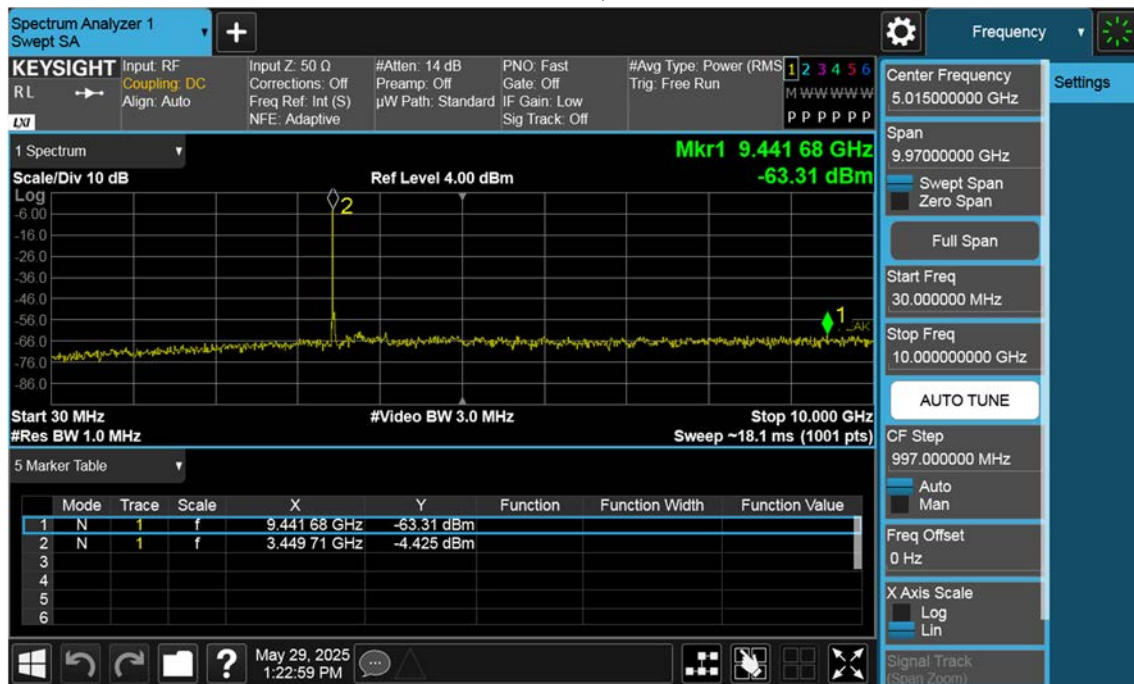 Spectrum Analyzer 1
Swept SA
+
Frequency
KEYSIGHT
RL
LXI
Input: RF
Coupling: DC
Align: Auto
Input Z: 50 Ω
Corrections: Off
Freq Ref: Int (S)
NFE: Adaptive
#Atten: 14 dB
Preamp: Off
µW Path: Standard
PNO: Fast
Gate: Off
IF Gain: Low
Sig Track: Off
#Avg Type: Power (RMS
Trig: Free Run
1 2 3 4 5 6
M W W W W W
P P P P P P
1 Spectrum
Scale/Div 10 dB
Ref Level 4.00 dBm
Mkr1 9.441 68 GHz
-63.31 dBm
Log
-6.00
-16.0
-26.0
-36.0
-46.0
-56.0
-66.0
-76.0
-86.0
2
1
Start 30 MHz
#Video BW 3.0 MHz
Stop 10.000 GHz
#Res BW 1.0 MHz
Sweep ~18.1 ms (1001 pts)
5 Marker Table
Mode Trace Scale X Y Function Function Width Function Value
1 N 1 f 9.441 68 GHz -63.31 dBm
2 N 1 f 3.449 71 GHz -4.425 dBm
3
4
5
6
?
May 29, 2025
1:22:59 PM
Center Frequency
5.015000000 GHz
Span
9.97000000 GHz
Swept Span
Zero Span
Full Span
Start Freq
30.000000 MHz
Stop Freq
10.000000000 GHz
AUTO TUNE
CF Step
997.000000 MHz
Auto
Man
Freq Offset
0 Hz
X Axis Scale
Log
Lin
Signal Track
(Span Zoom)
Settings